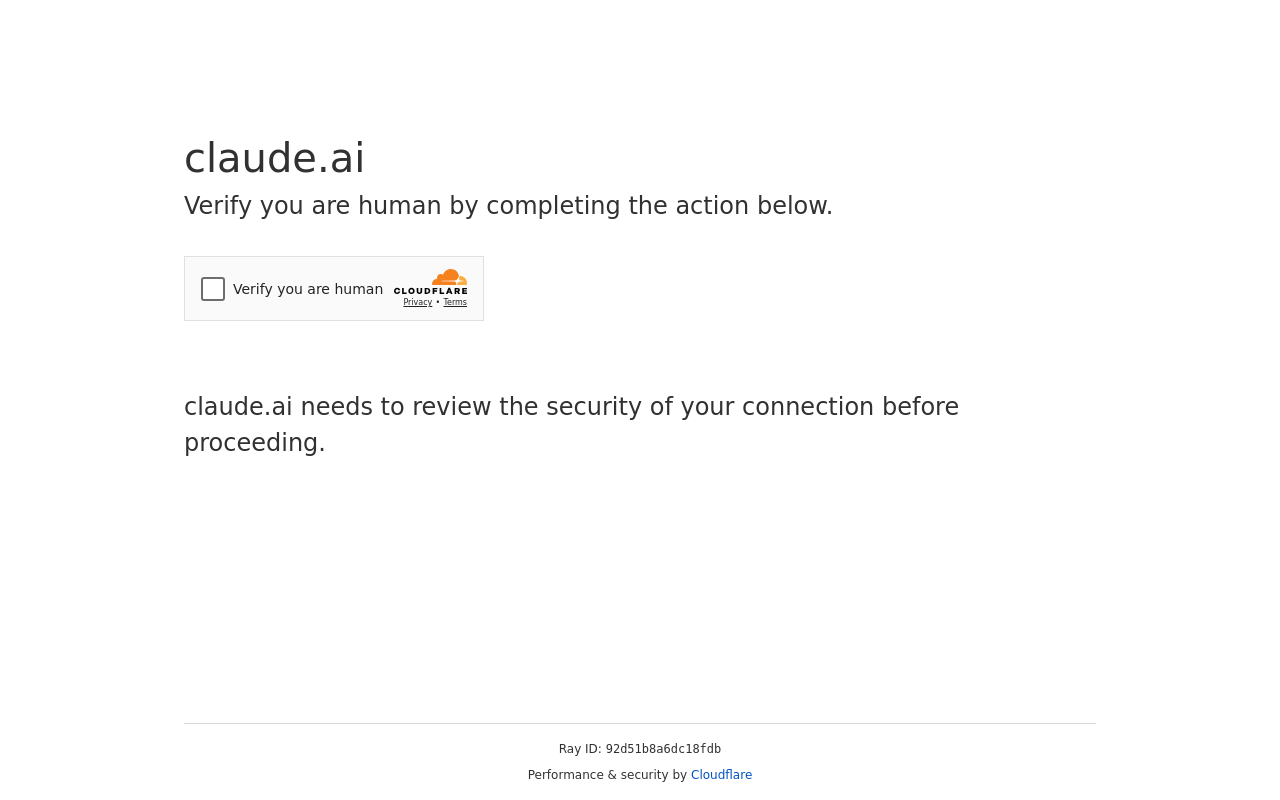 claude.ai
Verify you are human by completing the action below.
Verify you are human
CLOUDFLARE
Privacy • Terms
claude.ai needs to review the security of your connection before
proceeding.
Ray ID: 92d51b8a6dc18fdb
Performance & security by Cloudflare